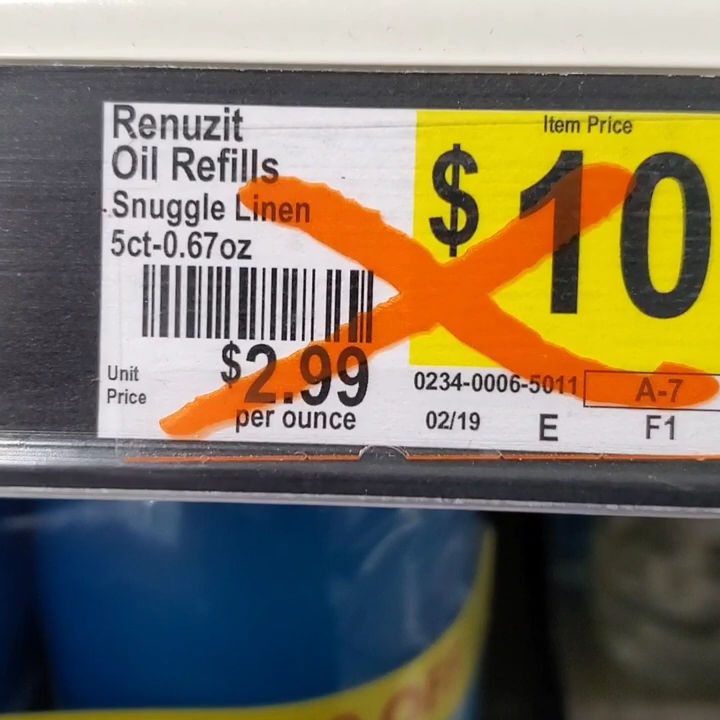 Renuzit
Oil Refills
Snuggle Linen
5ct-0.67oz
Unit
Price
$2.99
per ounce
Item Price
$10
0234-0006-5011
A-7
02/19
E
F1